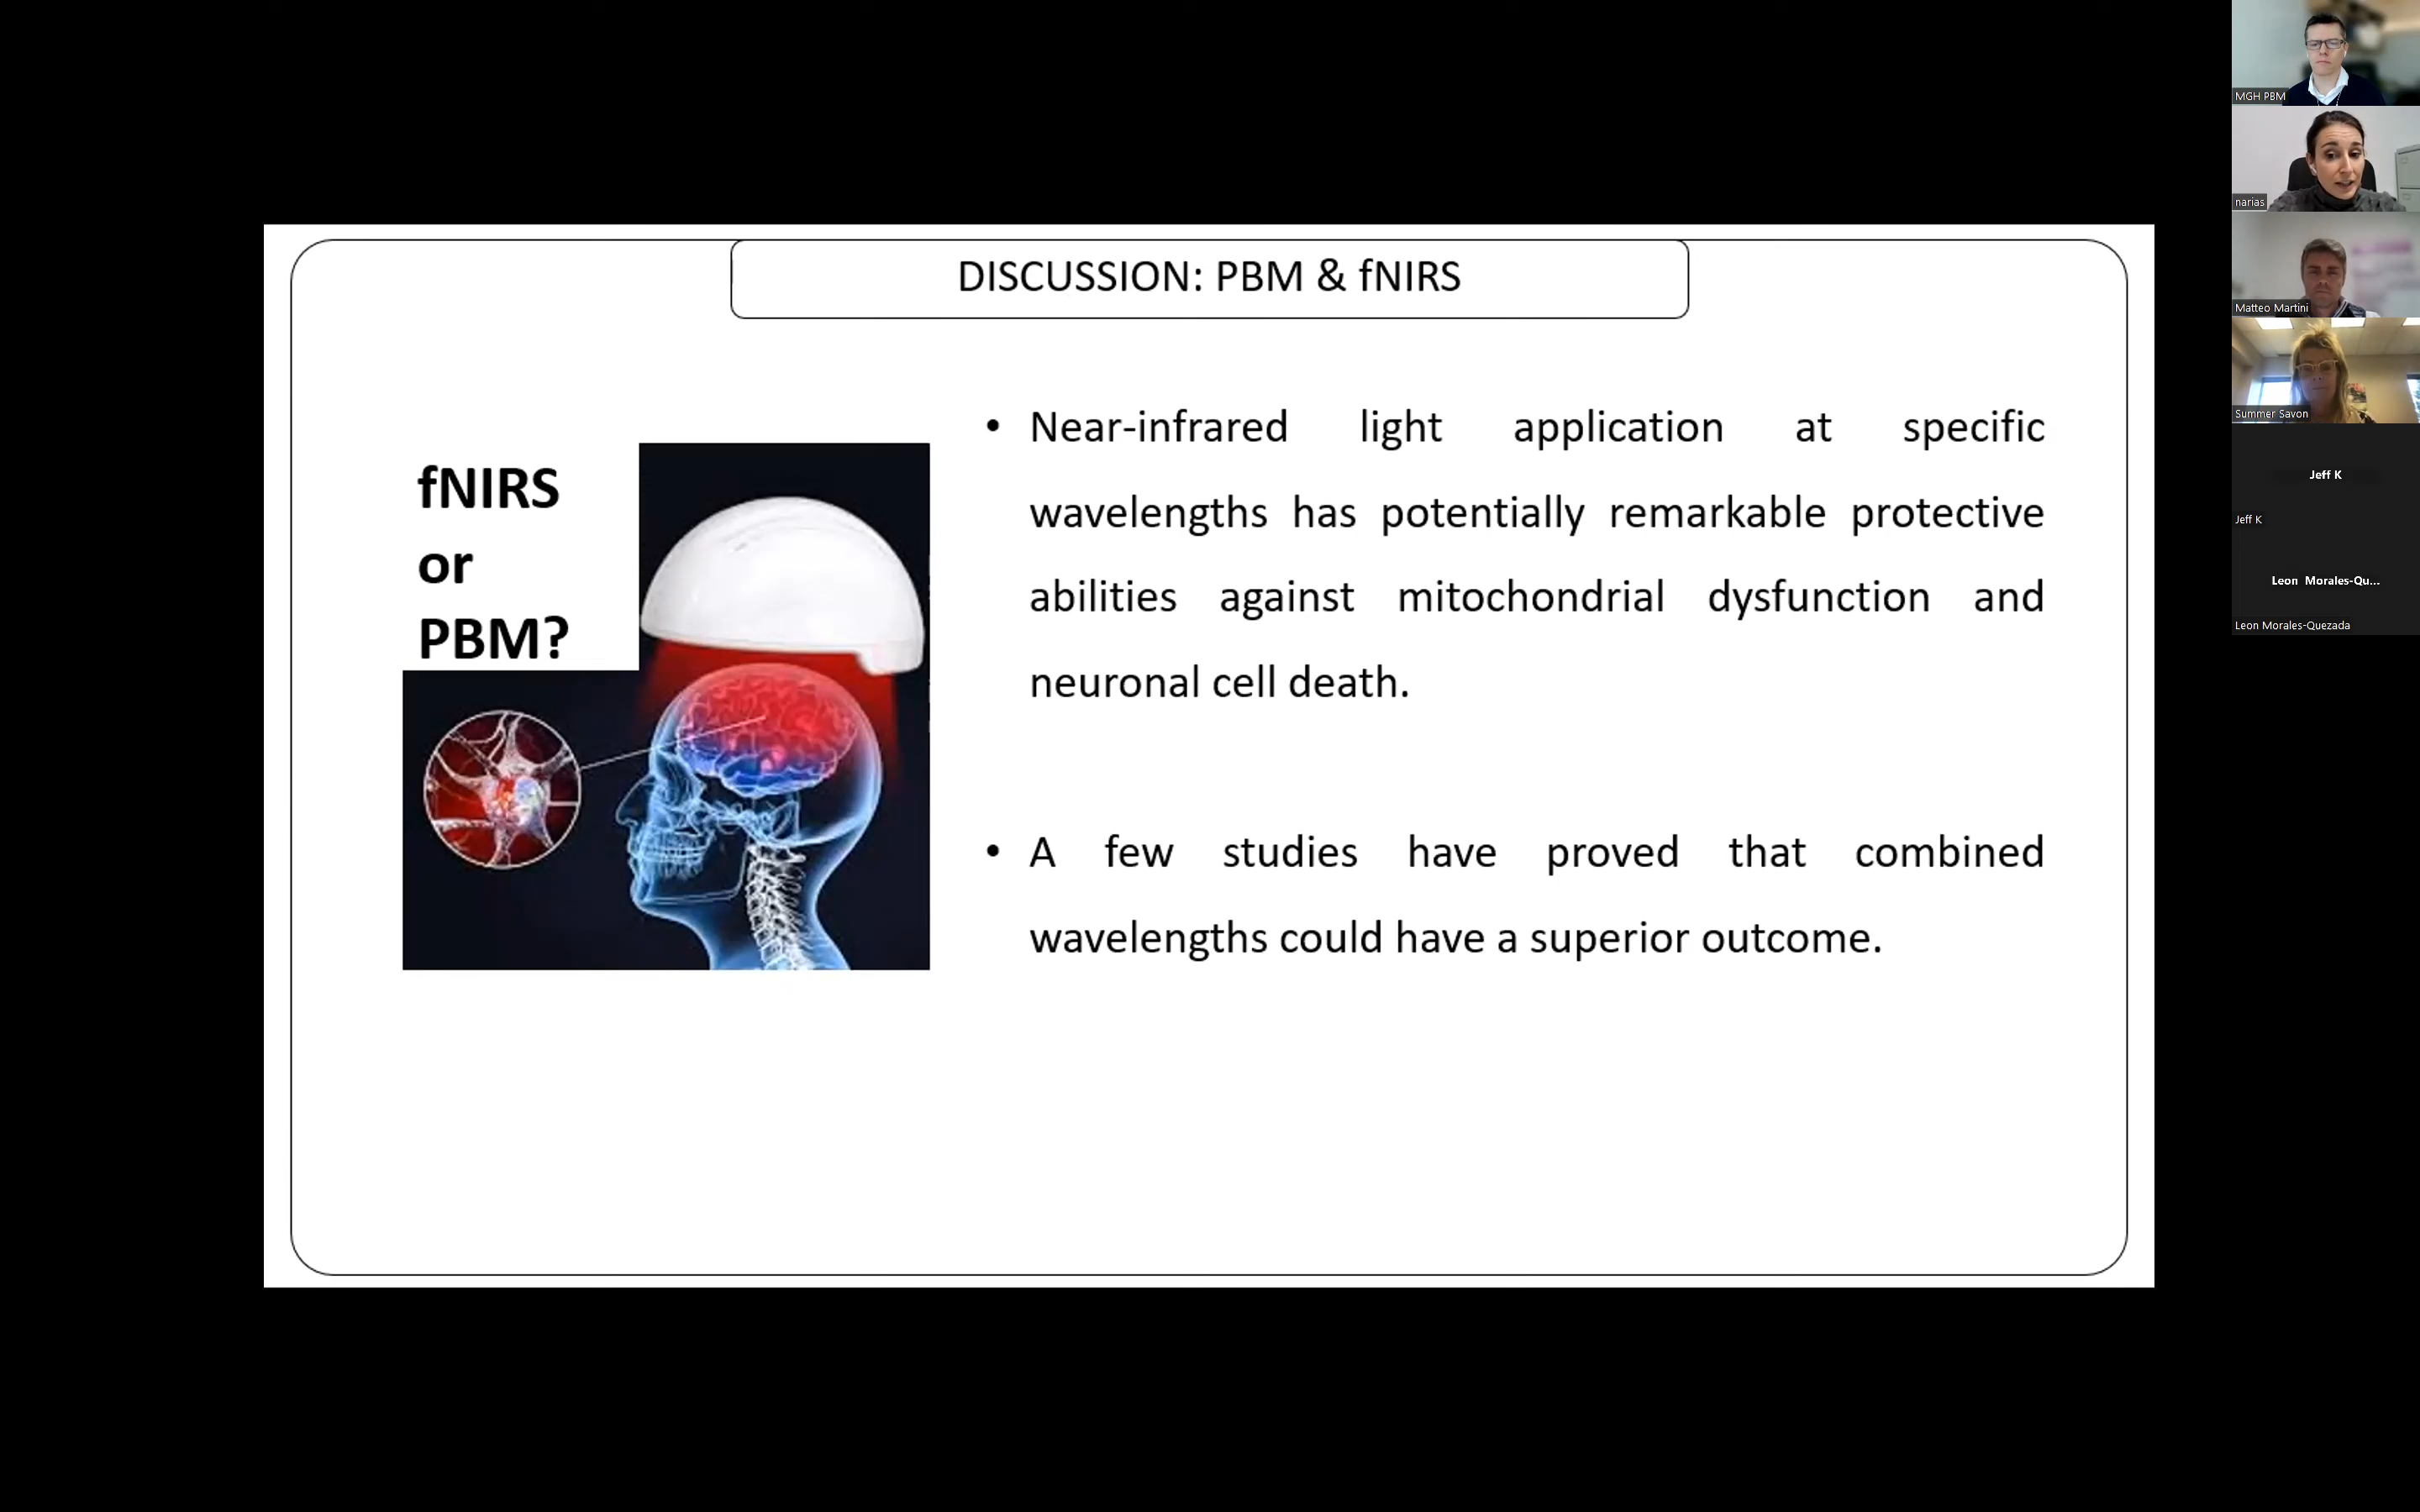 DISCUSSION: PBM & fNIRS
fNIRS
or
PBM?
• Near-infrared light application at specific
wavelengths has potentially remarkable protective
abilities against mitochondrial dysfunction and
neuronal cell death.
• A few studies have proved that combined
wavelengths could have a superior outcome.
MGH PBM
narias
Matteo Martini
Summer Savon
Jeff K
Jeff K
Leon Morales-Qu...
Leon Morales-Quezada